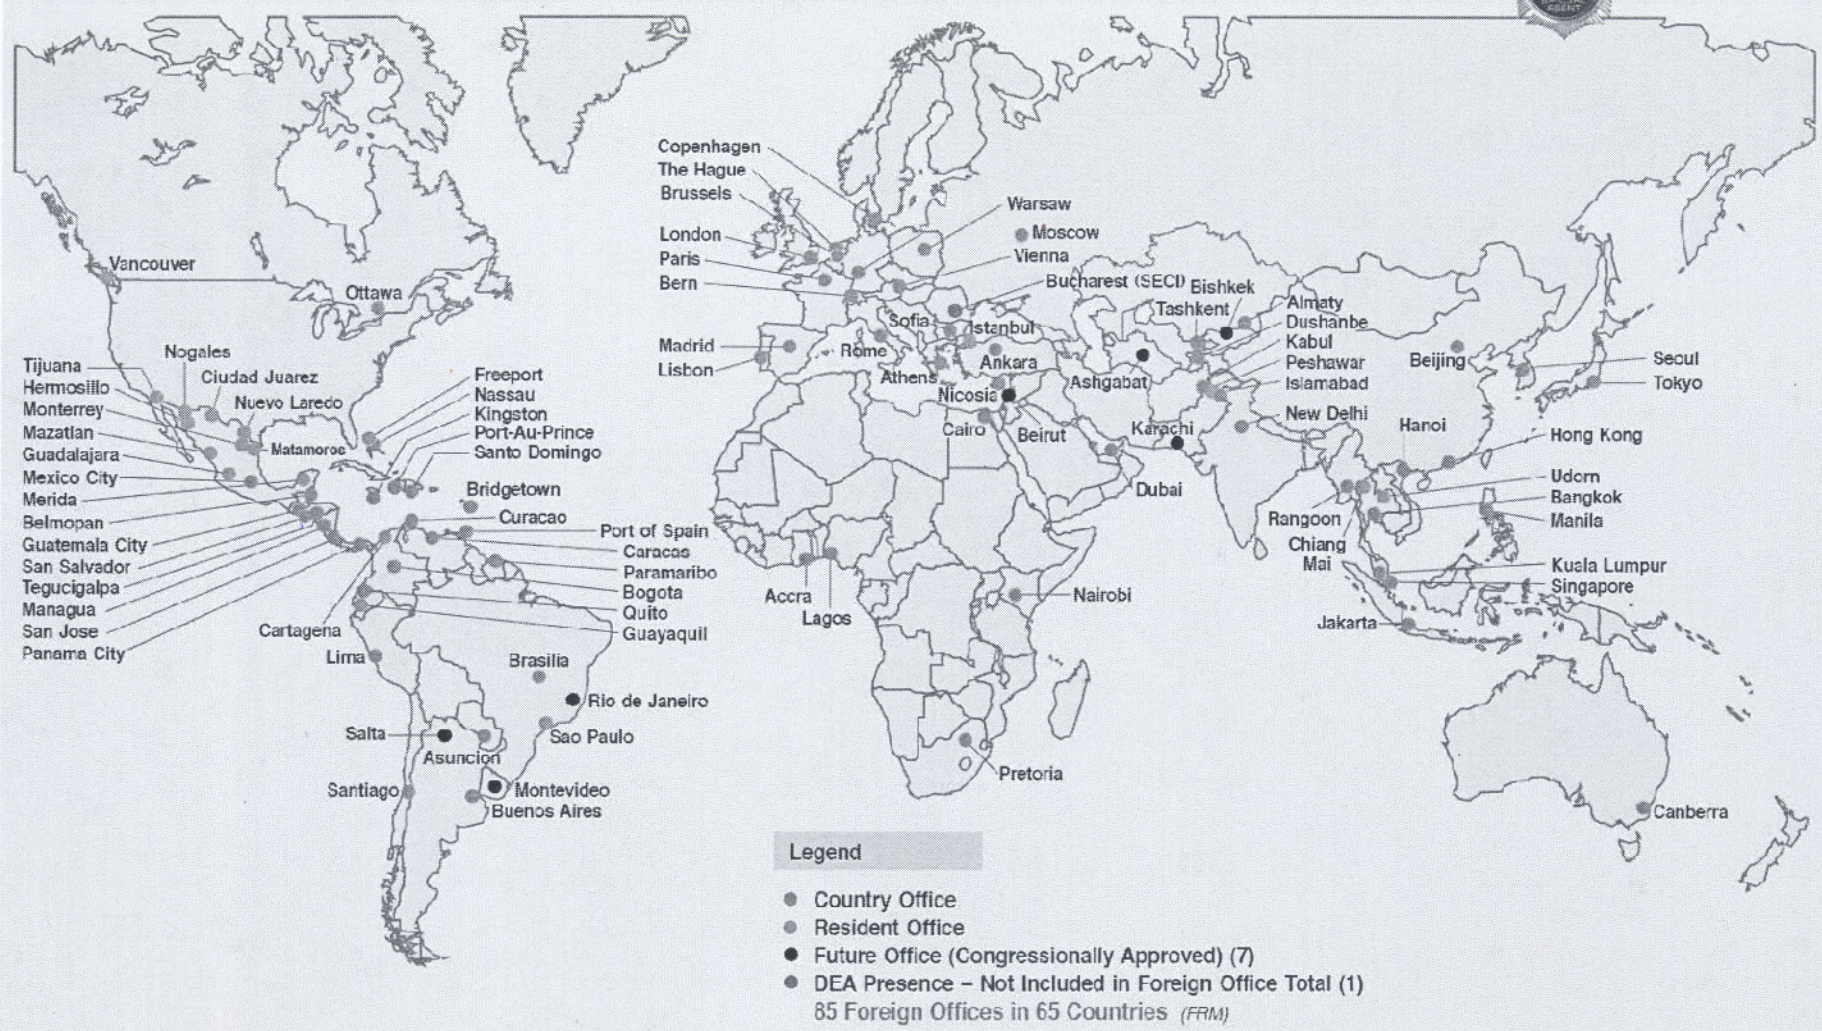 AGENT
Copenhagen
The Hague
Brussels
London
Paris
Bern
Madrid
Lisbon
Warsaw
Moscow
Vienna
Bucharest (SECI)
Bishkek
Tashkent
Almaty
Dushanbe
Kabul
Peshawar
Islamabad
New Delhi
Sofia
Istanbul
Rome
Ankara
Athens
Nicosia
Cairo
Beirut
Ashgabat
Karachi
Dubai
Beijing
Seoul
Tokyo
Hanoi
Hong Kong
Udorn
Bangkok
Manila
Rangoon
Chiang
Mai
Kuala Lumpur
Singapore
Jakarta
Canberra
Vancouver
Ottawa
Nogales
Ciudad Juarez
Nuevo Laredo
Matamoros
Tijuana
Hermosillo
Monterrey
Mazatlan
Guadalajara
Mexico City
Merida
Belmopan
Guatemala City
San Salvador
Tegucigalpa
Managua
San Jose
Panama City
Freeport
Nassau
Kingston
Port-Au-Prince
Santo Domingo
Bridgetown
Curacao
Port of Spain
Caracas
Paramaribo
Bogota
Quito
Guayaquil
Cartagena
Lima
Brasilia
Rio de Janeiro
Sao Paulo
Salta
Asuncion
Santiago
Montevideo
Buenos Aires
Accra
Lagos
Nairobi
Pretoria
Legend
Country Office
Resident Office
Future Office (Congressionally Approved) (7)
DEA Presence – Not Included in Foreign Office Total (1)
85 Foreign Offices in 65 Countries (FRM)